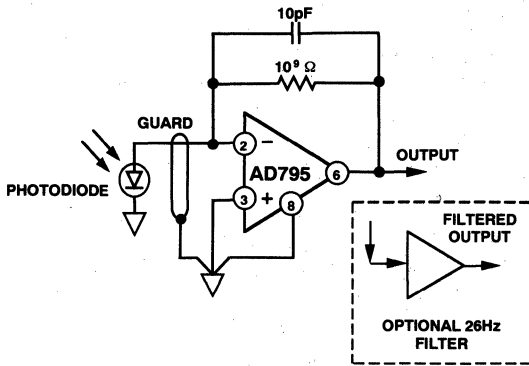 10pF
10⁹ Ω
GUARD
2
−
AD795
6
OUTPUT
PHOTODIODE
3
+
8
FILTERED
OUTPUT
OPTIONAL 26Hz
FILTER